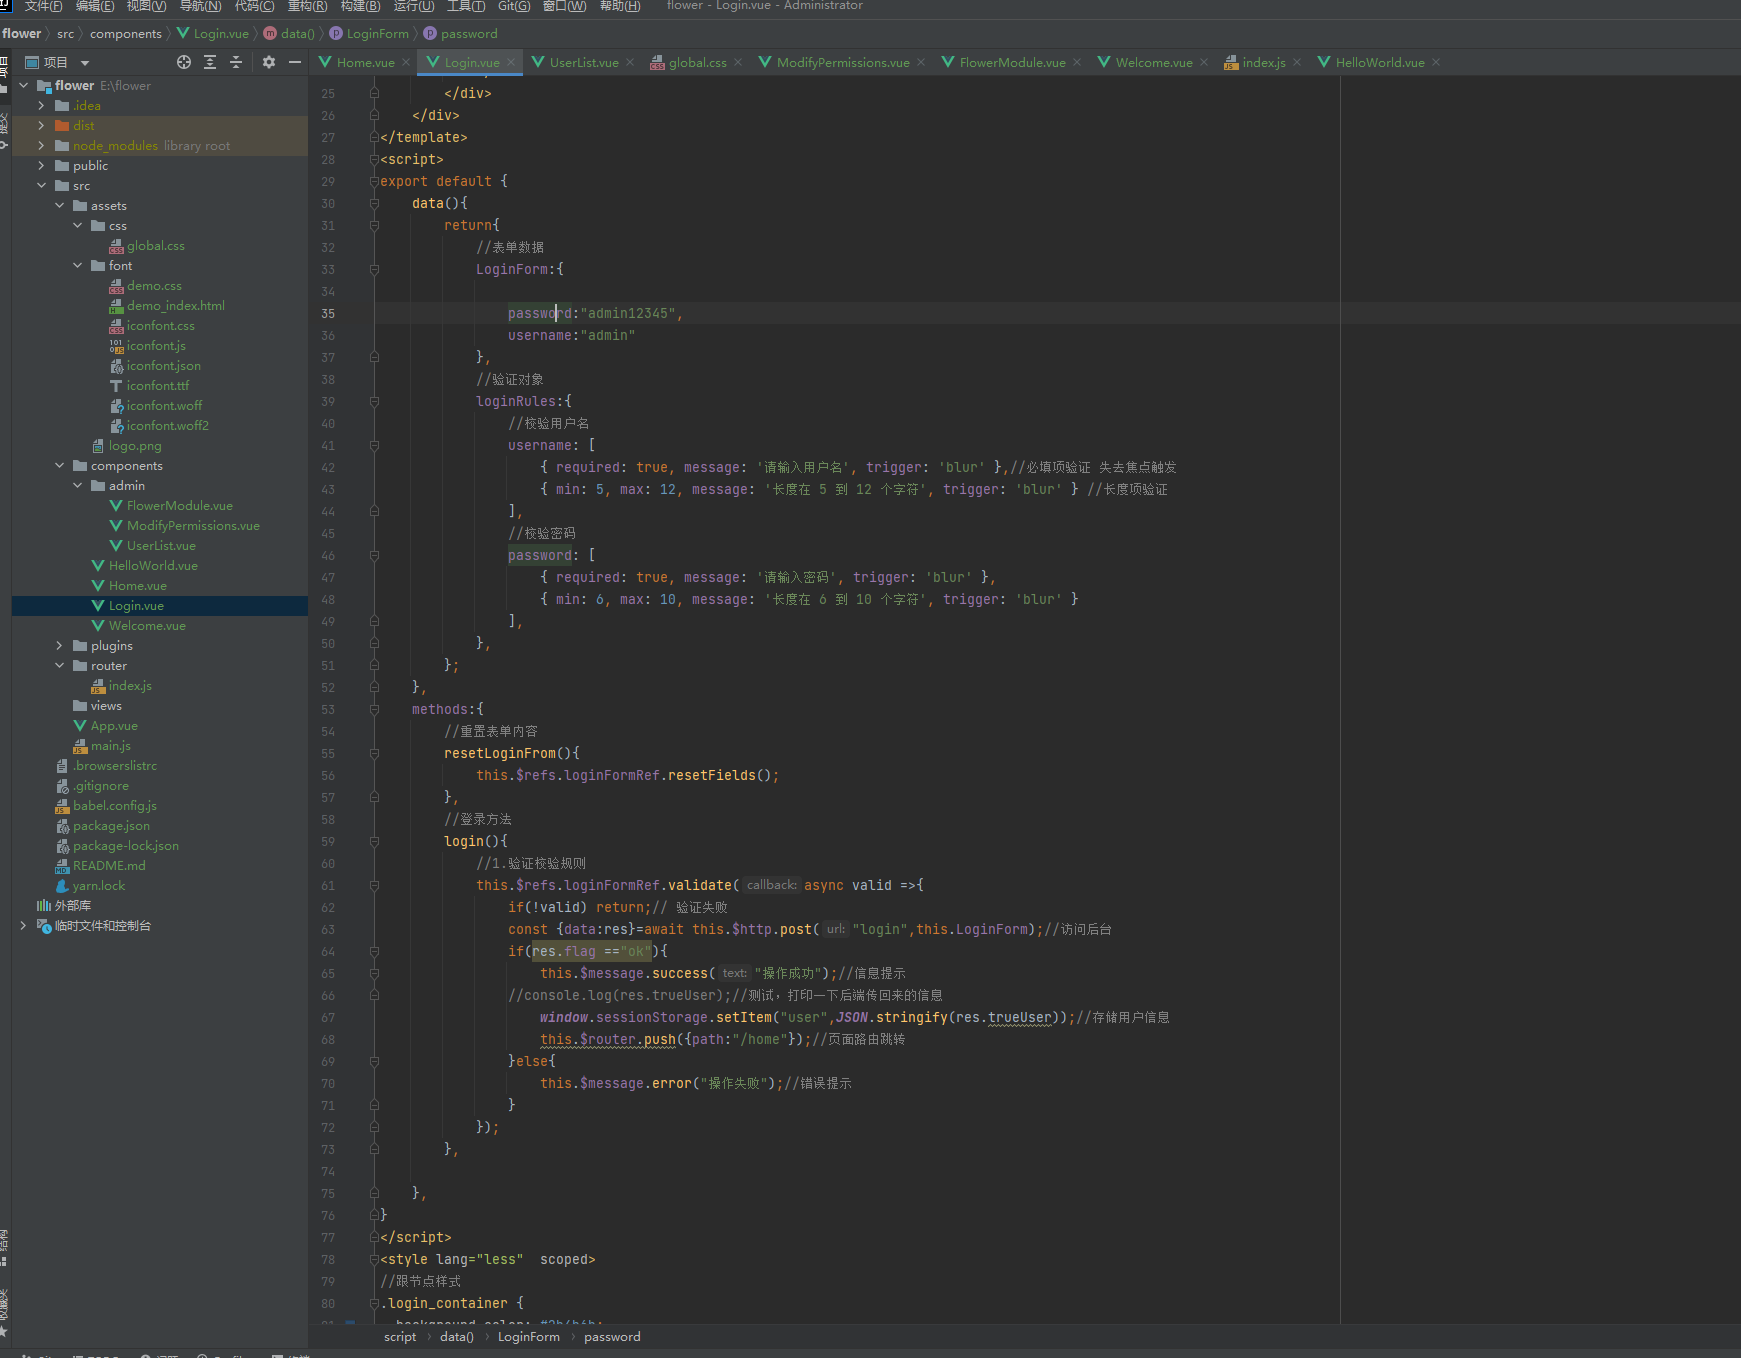 文件(F) 编辑(E) 视图(V) 导航(N) 代码(C) 重构(R) 构建(B) 运行(U) 工具(T) Git(G) 窗口(W) 帮助(H) flower - Login.vue - Administrator
flower src components Login.vue data() LoginForm password
项目
Home.vue Login.vue UserList.vue global.css ModifyPermissions.vue FlowerModule.vue Welcome.vue index.js HelloWorld.vue
flower E:\flower
.idea
dist
node_modules library root
public
src
assets
css
global.css
font
demo.css
demo_index.html
iconfont.css
iconfont.js
iconfont.json
iconfont.ttf
iconfont.woff
iconfont.woff2
logo.png
components
admin
FlowerModule.vue
ModifyPermissions.vue
UserList.vue
HelloWorld.vue
Home.vue
Login.vue
Welcome.vue
plugins
router
index.js
views
App.vue
main.js
.browserslistrc
.gitignore
babel.config.js
package.json
package-lock.json
README.md
yarn.lock
外部库
临时文件和控制台
25 </div>
26 </div>
27 </template>
28 <script>
29 export default {
30 data(){
31 return{
32 //表单数据
33 LoginForm:{
34
35 password:"admin12345",
36 username:"admin"
37 },
38 //验证对象
39 loginRules:{
40 //校验用户名
41 username: [
42 { required: true, message: '请输入用户名', trigger: 'blur' },//必填项验证 失去焦点触发
43 { min: 5, max: 12, message: '长度在 5 到 12 个字符', trigger: 'blur' } //长度项验证
44 ],
45 //校验密码
46 password: [
47 { required: true, message: '请输入密码', trigger: 'blur' },
48 { min: 6, max: 10, message: '长度在 6 到 10 个字符', trigger: 'blur' }
49 ],
50 },
51 };
52 },
53 methods:{
54 //重置表单内容
55 resetLoginFrom(){
56 this.$refs.loginFormRef.resetFields();
57 },
58 //登录方法
59 login(){
60 //1.验证校验规则
61 this.$refs.loginFormRef.validate( callback: async valid =>{
62 if(!valid) return;// 验证失败
63 const {data:res}=await this.$http.post( url: "login",this.LoginForm);//访问后台
64 if(res.flag =="ok"){
65 this.$message.success( text: "操作成功");//信息提示
66 //console.log(res.trueUser);//测试，打印一下后端传回来的信息
67 window.sessionStorage.setItem("user",JSON.stringify(res.trueUser));//存储用户信息
68 this.$router.push({path:"/home"});//页面路由跳转
69 }else{
70 this.$message.error("操作失败");//错误提示
71 }
72 });
73 },
74
75 },
76 }
77 </script>
78 <style lang="less"  scoped>
79 //跟节点样式
80 .login_container {
script data() LoginForm password